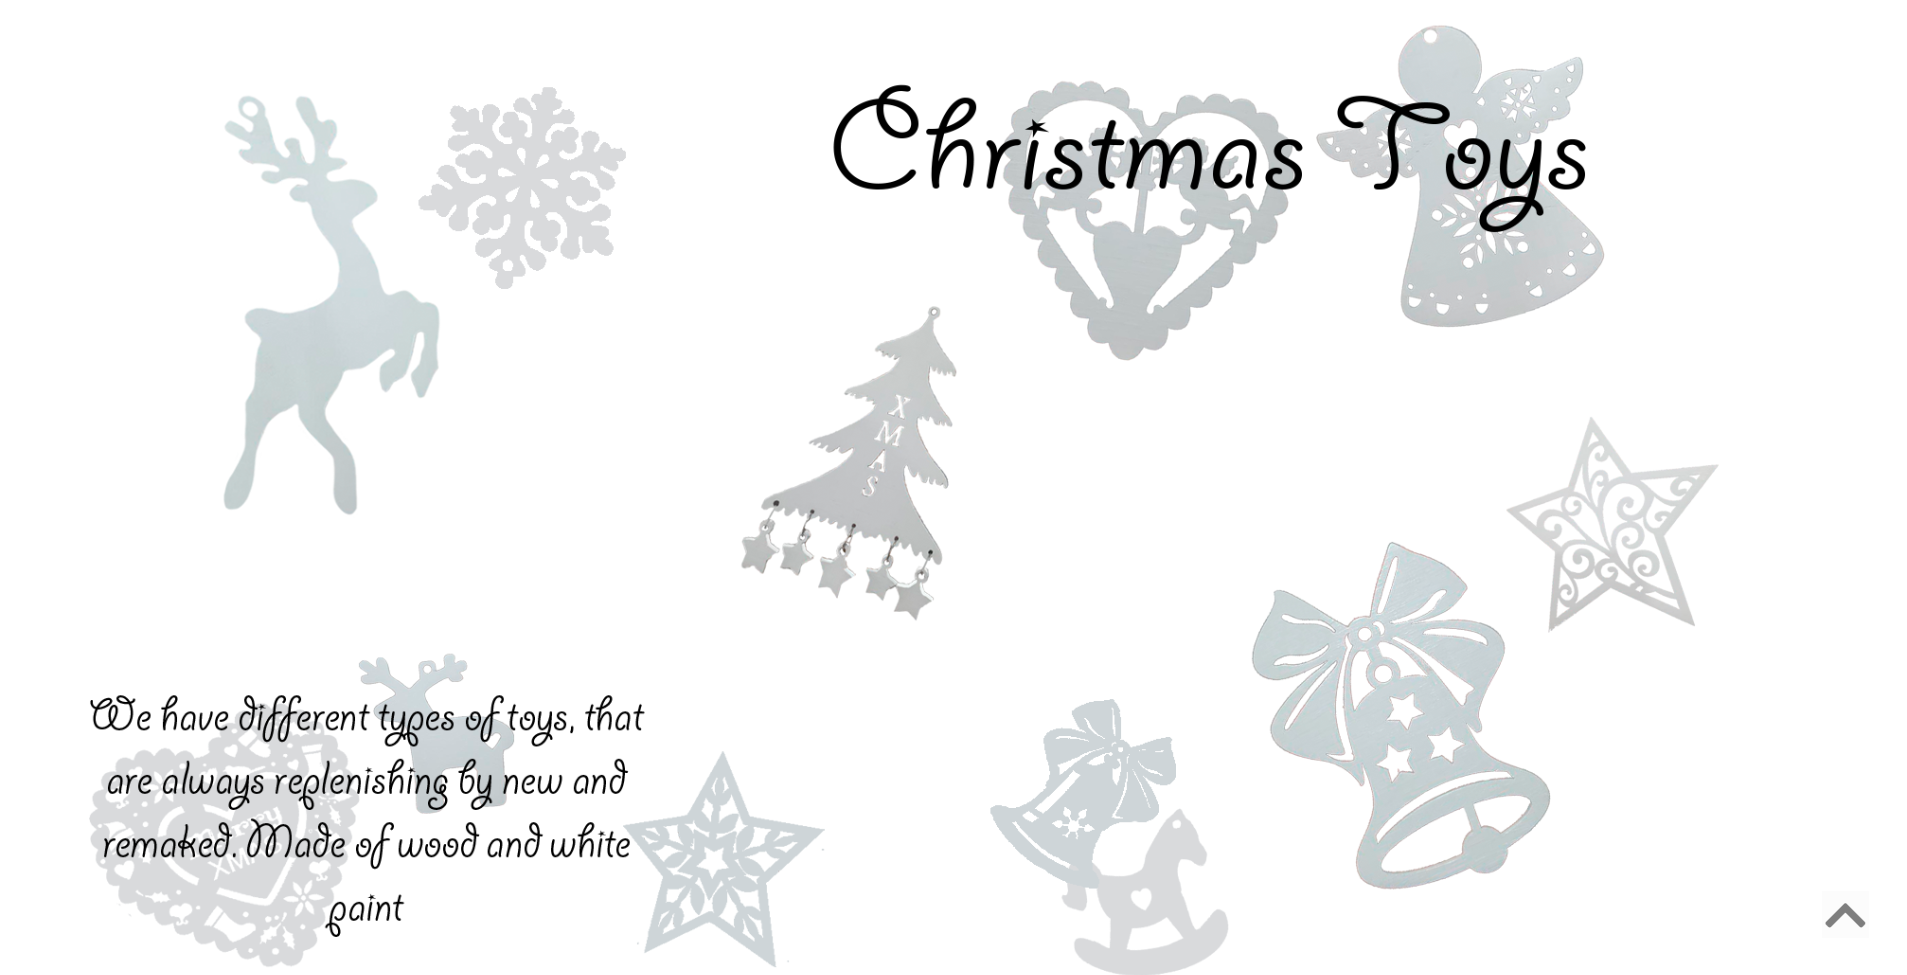 Christmas Toys
X
M
A
S
We have different types of toys, that
are always replenishing by new and
remaked. Made of wood and white
paint
Merry
XMAS